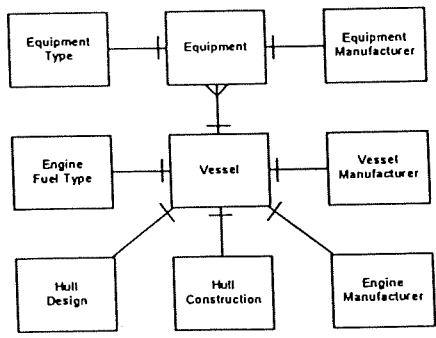 Equipment
Type
Equipment
Equipment
Manufacturer
Engine
Fuel Type
Vessel
Vessel
Manufacturer
Hull
Design
Hull
Construction
Engine
Manufacturer